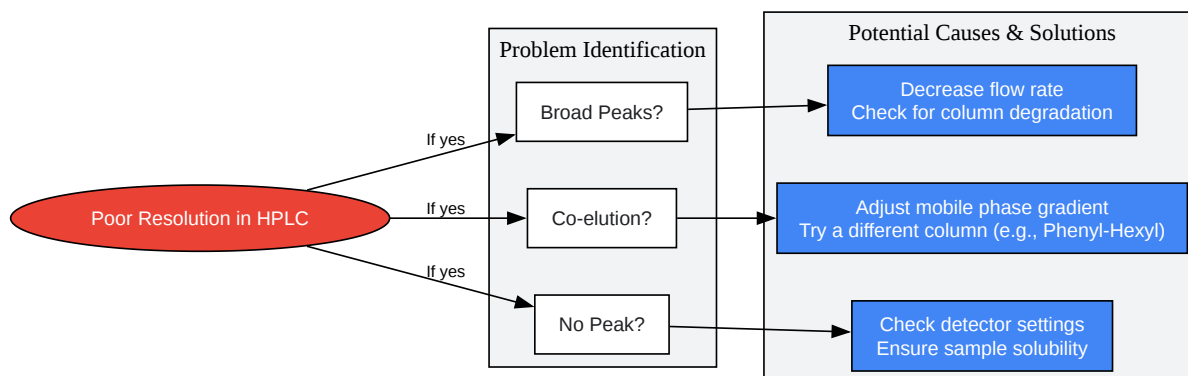 Poor Resolution in HPLC
If yes
If yes
If yes
Problem Identification
Broad Peaks?
Co-elution?
No Peak?
Potential Causes & Solutions
Decrease flow rate
Check for column degradation
Adjust mobile phase gradient
Try a different column (e.g., Phenyl-Hexyl)
Check detector settings
Ensure sample solubility